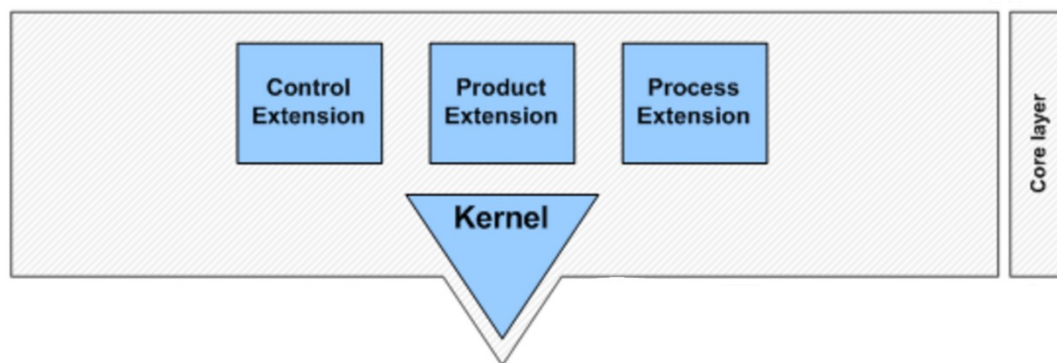 Control
Extension
Product
Extension
Process
Extension
Kernel
Core layer